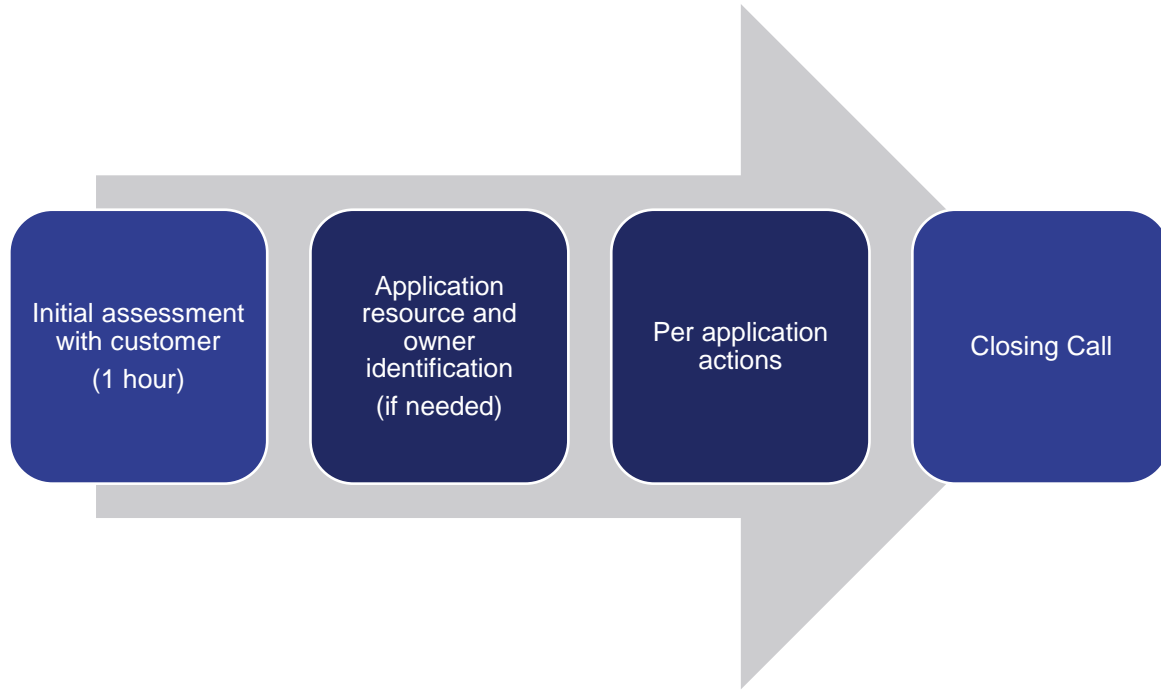 Initial assessment
with customer
(1 hour)
Application
resource and
owner
identification
(if needed)
Per application
actions
Closing Call